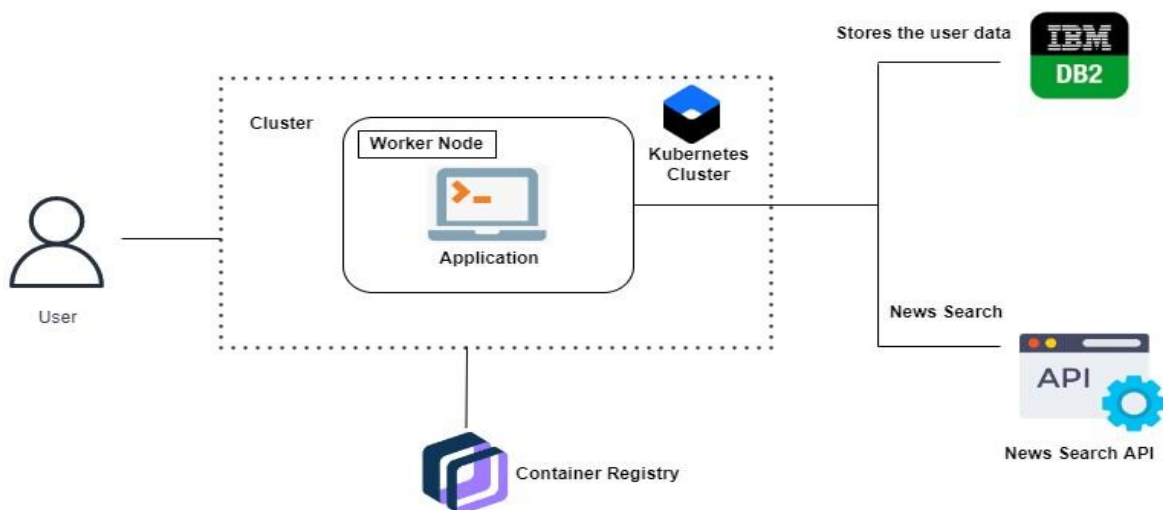 Stores the user data
IBM
DB2
Cluster
Worker Node
Kubernetes
Cluster
Application
User
News Search
API
News Search API
Container Registry